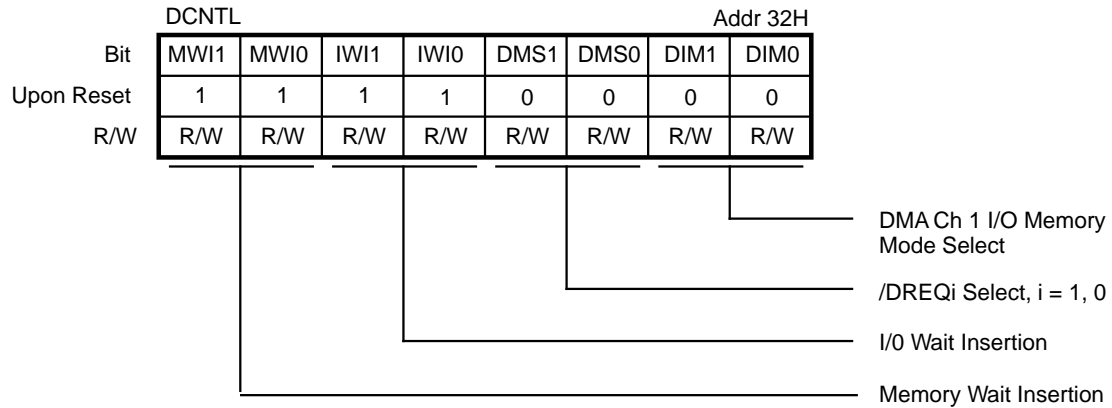 DCNTL Addr 32H
Bit MWI1 MWI0 IWI1 IWI0 DMS1 DMS0 DIM1 DIM0
Upon Reset 1 1 1 1 0 0 0 0
R/W R/W R/W R/W R/W R/W R/W R/W R/W
DMA Ch 1 I/O Memory
Mode Select
/DREQi Select, i = 1, 0
I/0 Wait Insertion
Memory Wait Insertion